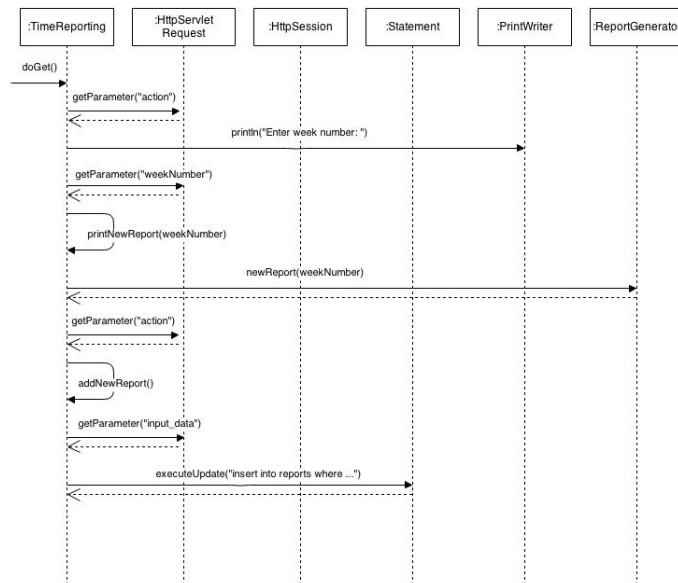 :TimeReporting
:HttpServlet
Request
:HttpSession
:Statement
:PrintWriter
:ReportGenerator
doGet()
getParameter("action")
println("Enter week number: ")
getParameter("weekNumber")
printNewReport(weekNumber)
newReport(weekNumber)
getParameter("action")
addNewReport()
getParameter("input_data")
executeUpdate("insert into reports where ...")